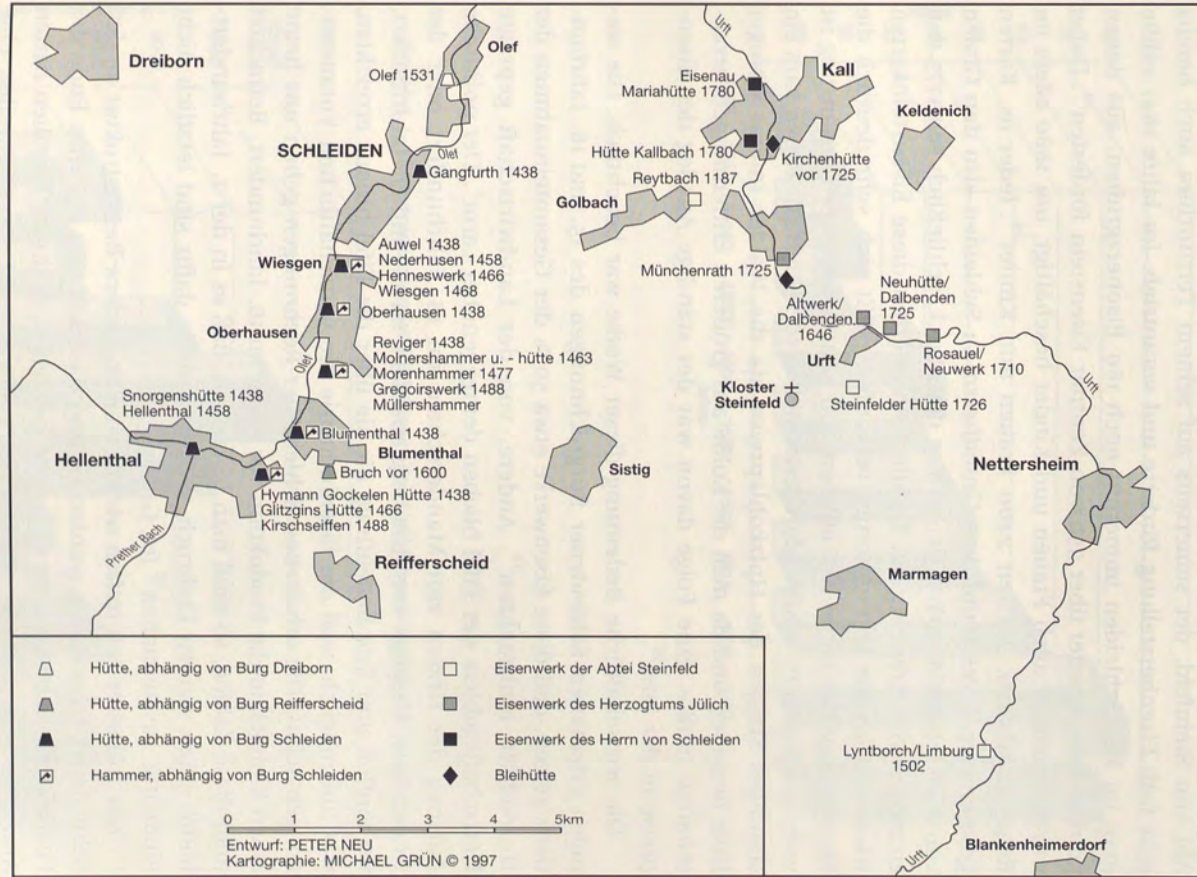 Dreiborn
Olef
Olef 1531
SCHLEIDEN
Olef
Gangfurth 1438
Wiesgen
Auwel 1438
Nederhusen 1458
Henneswerk 1466
Wiesgen 1468
Oberhausen 1438
Oberhausen
Olef
Reviger 1438
Molnershammer u. - hütte 1463
Morenhammer 1477
Gregoirswerk 1488
Müllershammer
Snorgenshütte 1438
Hellenthal 1458
Blumenthal 1438
Blumenthal
Hellenthal
Bruch vor 1600
Hymann Gockelen Hütte 1438
Glitzgins Hütte 1466
Kirschseiffen 1488
Prether Bach
Reifferscheid
Urft
Eisenau
Mariahütte 1780
Kall
Keldenich
Hütte Kallbach 1780
Kirchenhütte
vor 1725
Reytbach 1187
Golbach
Münchenrath 1725
Altwerk/
Dalbenden
1646
Neuhütte/
Dalbenden
1725
Urft
Rosauel/
Neuwerk 1710
Urft
Kloster
Steinfeld
Steinfelder Hütte 1726
Sistig
Nettersheim
Marmagen
Lyntborch/Limburg
1502
Blankenheimerdorf
Urft
Hütte, abhängig von Burg Dreiborn
Hütte, abhängig von Burg Reifferscheid
Hütte, abhängig von Burg Schleiden
Hammer, abhängig von Burg Schleiden
Eisenwerk der Abtei Steinfeld
Eisenwerk des Herzogtums Jülich
Eisenwerk des Herrn von Schleiden
Bleihütte
0 1 2 3 4 5km
Entwurf: PETER NEU
Kartographie: MICHAEL GRÜN © 1997